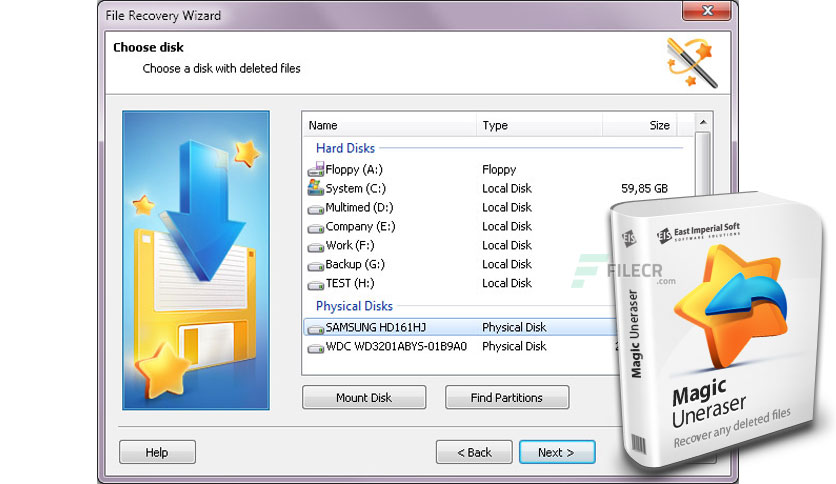 File Recovery Wizard
Choose disk
Choose a disk with deleted files
Name Type Size
Hard Disks
Floppy (A:) Floppy
System (C:) Local Disk 59,85 GB
Multimed (D:) Local Disk
Company (E:) Local Disk
Work (F:) Local Disk
Backup (G:) Local Disk
TEST (H:) Local Disk
Physical Disks
SAMSUNG HD161HJ Physical Disk
WDC WD3201ABYS-01B9A0 Physical Disk
Mount Disk Find Partitions
Help < Back Next >
FILECR
.com
EIS
EIS East Imperial Soft
SOFTWARE SOLUTIONS
Magic Uneraser
Magic
Uneraser
Recover any deleted files